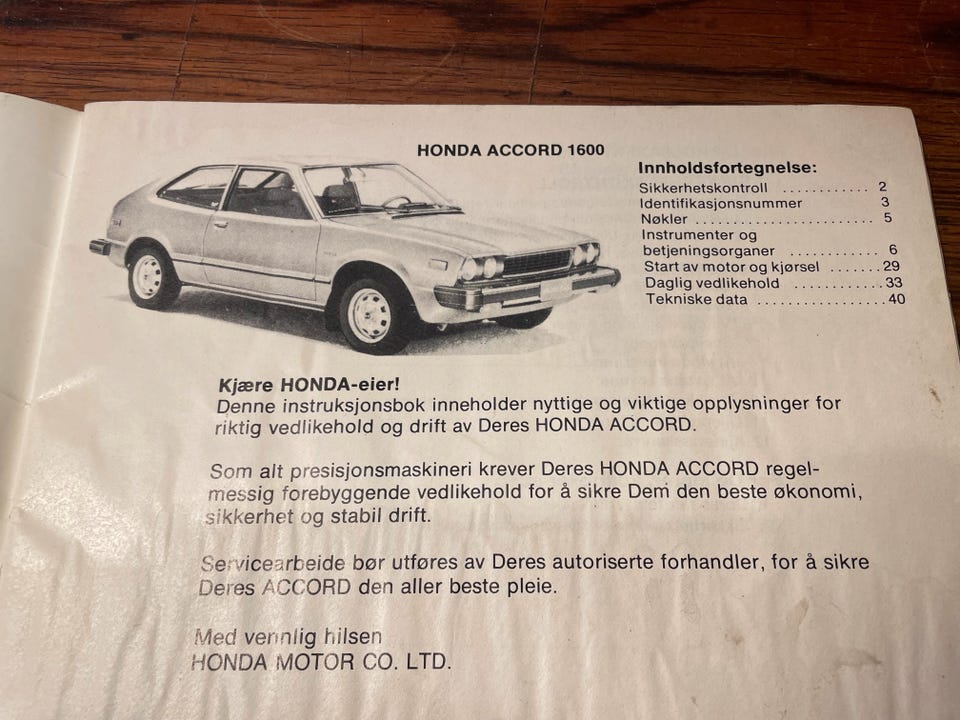 HONDA ACCORD 1600
Innholdsfortegnelse:
Sikkerhetskontroll ............ 2
Identifikasjonsnummer 3
Nøkler ......................... 5
Instrumenter og
betjeningsorganer ............ 6
Start av motor og kjørsel .......29
Daglig vedlikehold ............33
Tekniske data ..................40
Kjære HONDA-eier!
Denne instruksjonsbok inneholder nyttige og viktige opplysninger for
riktig vedlikehold og drift av Deres HONDA ACCORD.
Som alt presisjonsmaskineri krever Deres HONDA ACCORD regel-
messig forebyggende vedlikehold for å sikre Dem den beste økonomi,
sikkerhet og stabil drift.
Servicearbeide bør utføres av Deres autoriserte forhandler, for å sikre
Deres ACCORD den aller beste pleie.
Med vennlig hilsen
HONDA MOTOR CO. LTD.